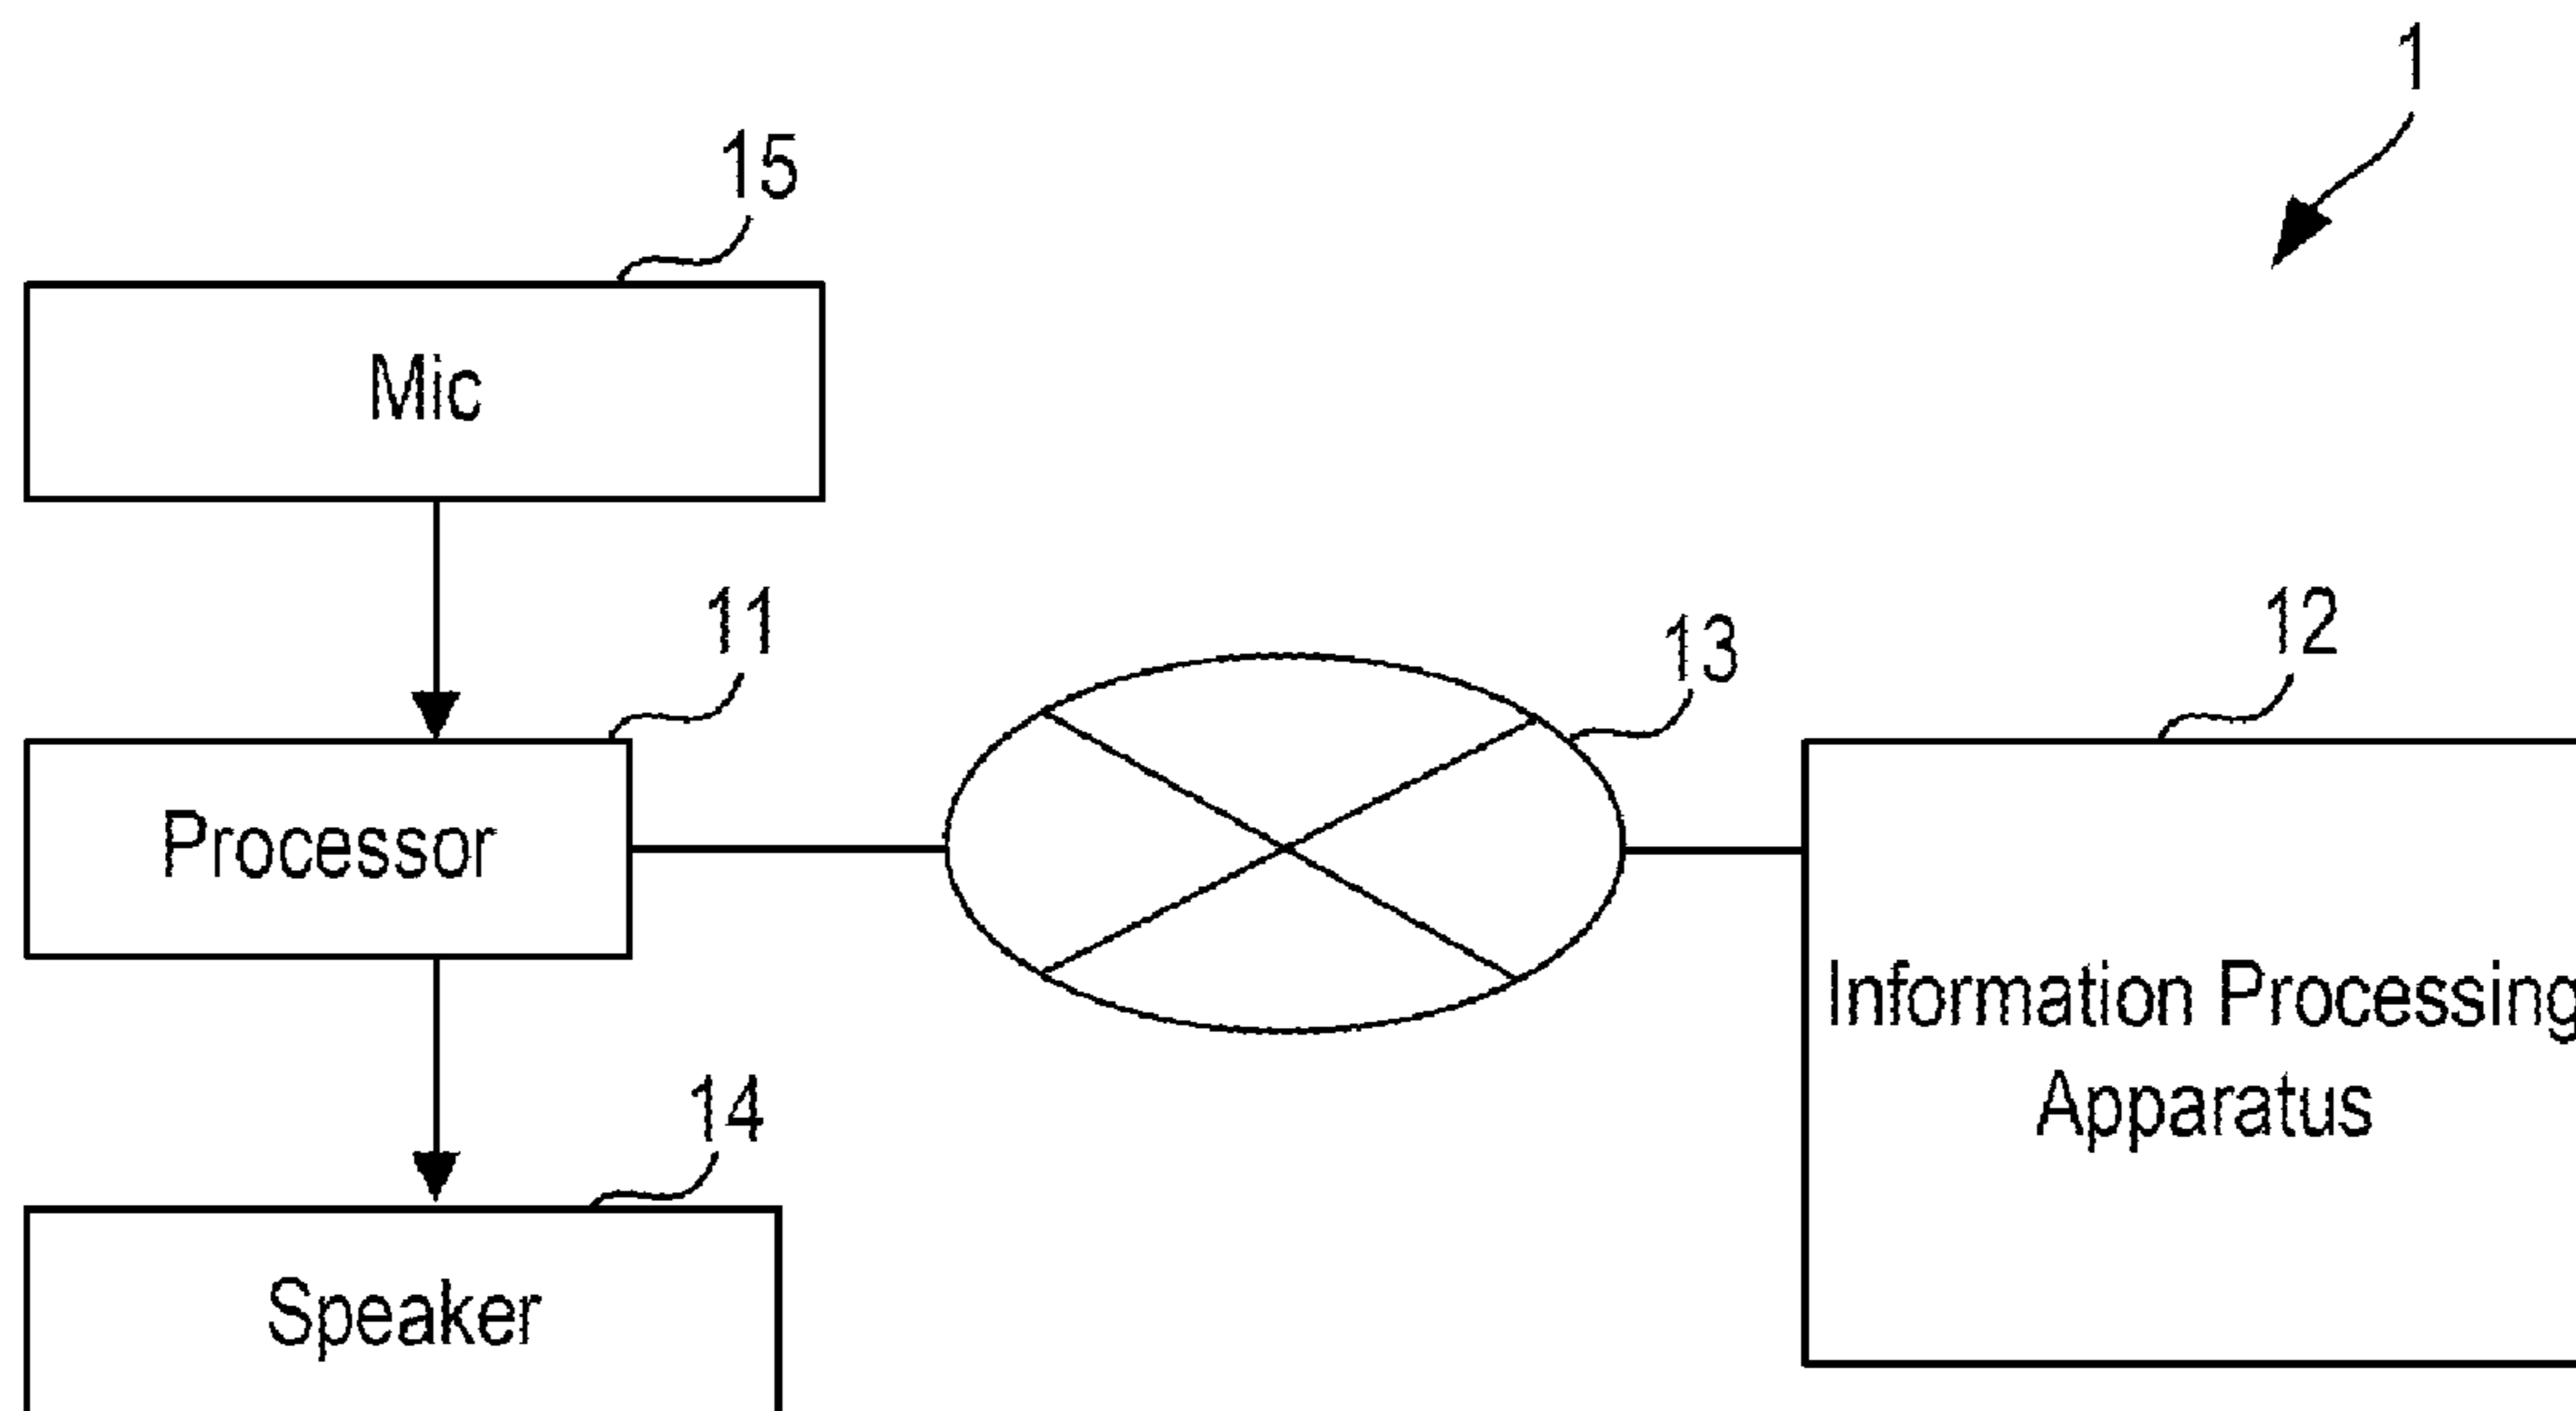 1
15
Mic
11
13
12
Processor
Information Processing
Apparatus
14
Speaker